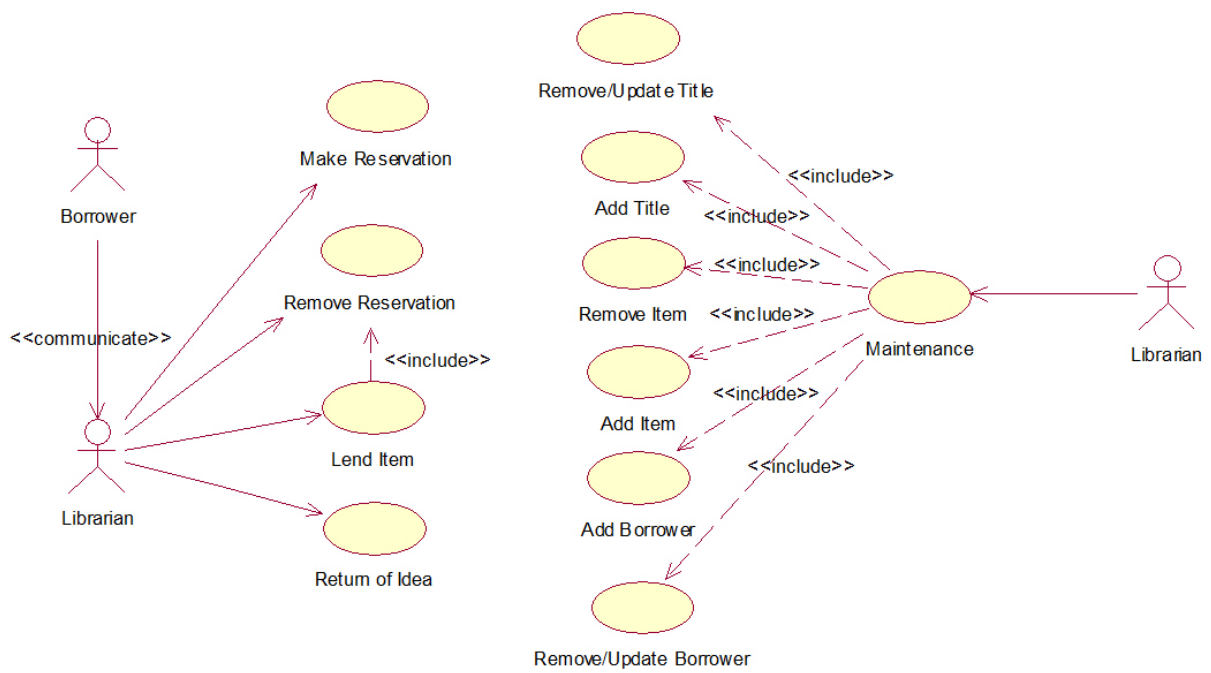 Remove/Update Title
Make Reservation
<<include>>
Borrower
Add Title
<<include>>
<<include>>
Remove Reservation
Remove Item
<<include>>
<<communicate>>
<<include>>
Maintenance
Librarian
<<include>>
Add Item
Lend Item
<<include>>
Librarian
Add Borrower
Return of Idea
Remove/Update Borrower